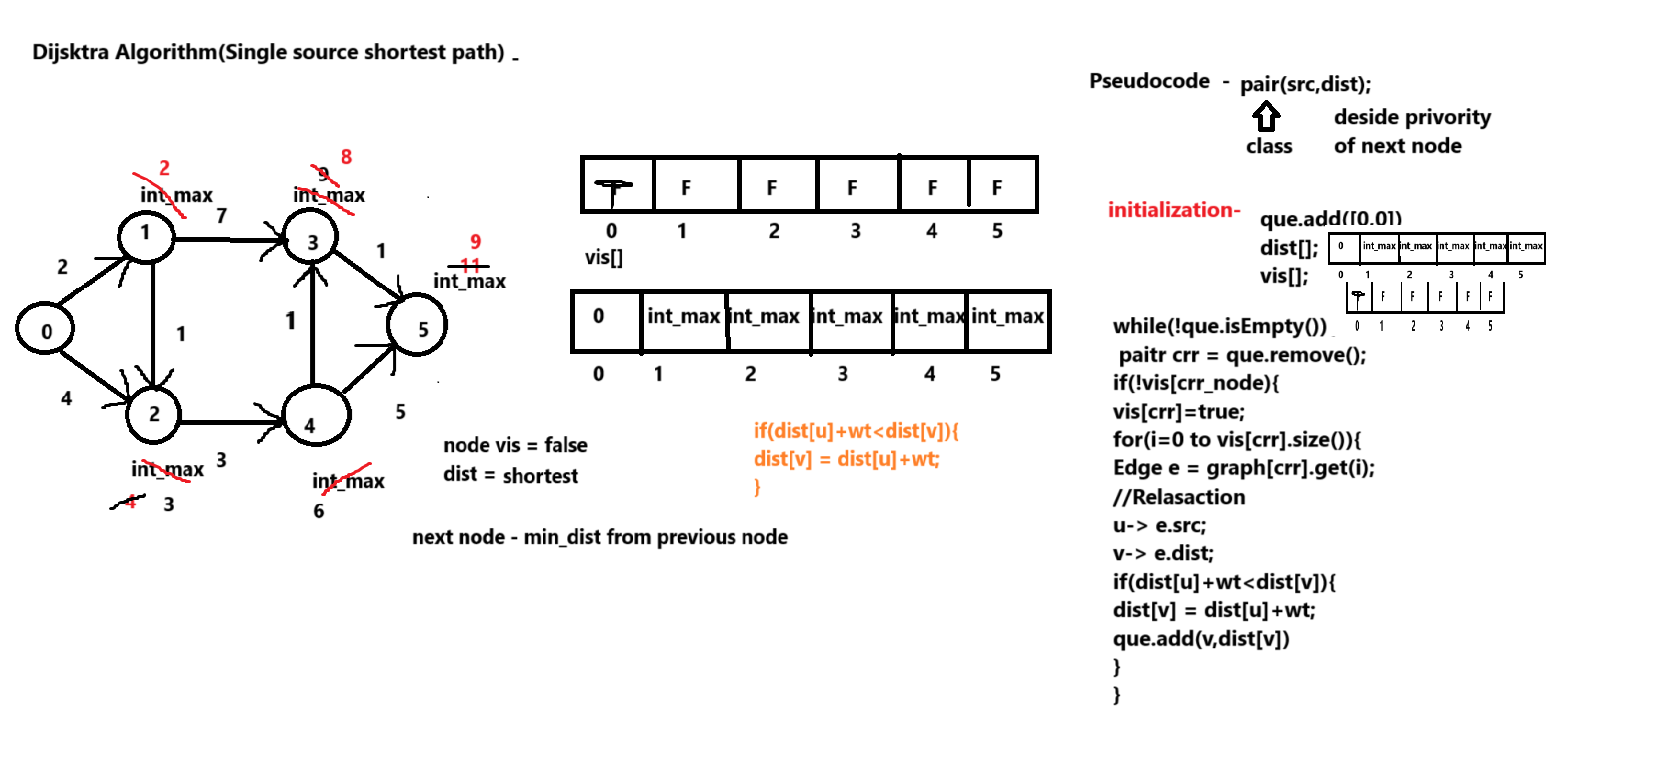 Dijsktra Algorithm(Single source shortest path) -
2
int_max
8
9
int_max
7
1
3
1
9
11
int_max
2
0
1
1
5
4
2
4
5
3
int_max
4
3
int_max
6
T F F F F F
0 1 2 3 4 5
vis[]
0 int_max int_max int_max int_max int_max
0 1 2 3 4 5
node vis = false
dist = shortest
if(dist[u]+wt<dist[v]){
dist[v] = dist[u]+wt;
}
next node - min_dist from previous node
Pseudocode - pair(src,dist);
class
deside privority
of next node
initialization-
que.add([0,0])
dist[];
0 int_max int_max int_max int_max int_max
0 1 2 3 4 5
vis[];
T F F F F F
0 1 2 3 4 5
while(!que.isEmpty())
paitr crr = que.remove();
if(!vis[crr_node){
vis[crr]=true;
for(i=0 to vis[crr].size()){
Edge e = graph[crr].get(i);
//Relasaction
u-> e.src;
v-> e.dist;
if(dist[u]+wt<dist[v]){
dist[v] = dist[u]+wt;
que.add(v,dist[v])
}
}